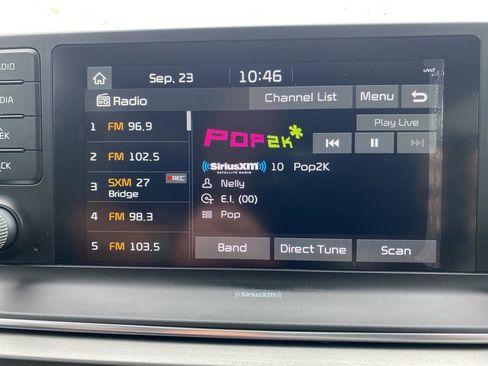 Sep. 23 10:46
Radio Channel List Menu
1 FM 96.9
2 FM 102.5
3 SXM 27 REC
Bridge
4 FM 98.3
5 FM 103.5
POP2K*
Play Live
((SiriusXM)) 10 Pop2K
SATELLITE RADIO
Nelly
E.I. (00)
Pop
Band Direct Tune Scan
((SiriusXM))
ADIO
DIA
EK
CK